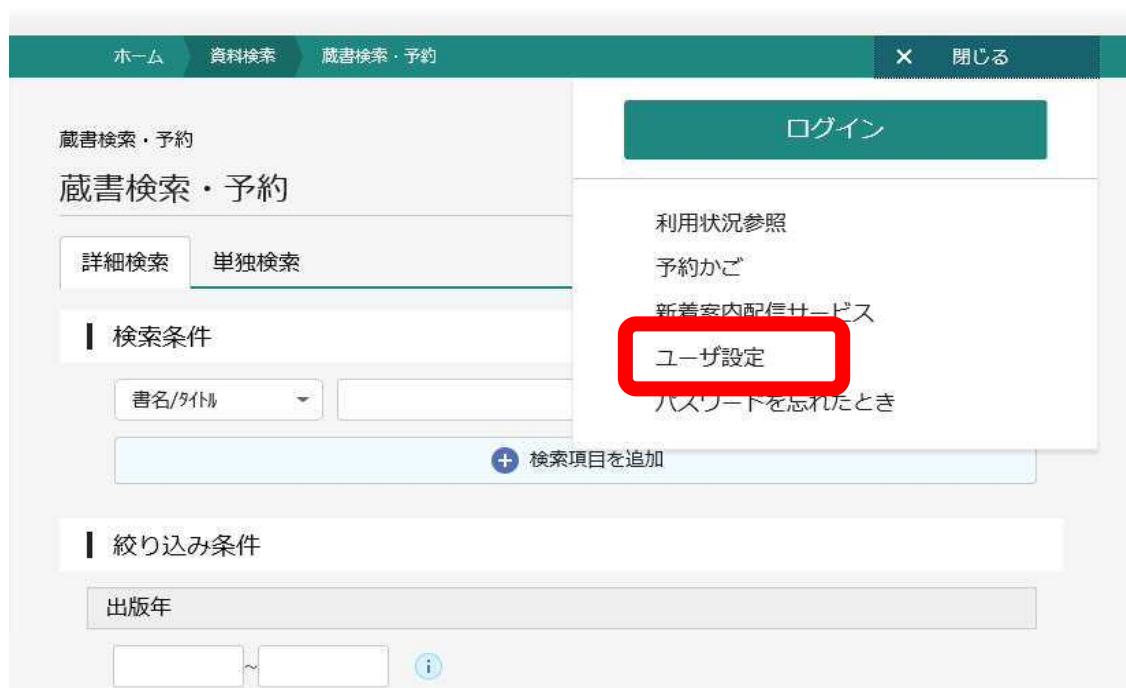 ホーム 資料検索 蔵書検索・予約 × 閉じる
ログイン
蔵書検索・予約
蔵書検索・予約
利用状況参照
予約かご
新着案内配信サービス
ユーザ設定
パスワードを忘れたとき
詳細検索 単独検索
検索条件
書名/ﾀｲﾄﾙ
検索項目を追加
絞り込み条件
出版年
~